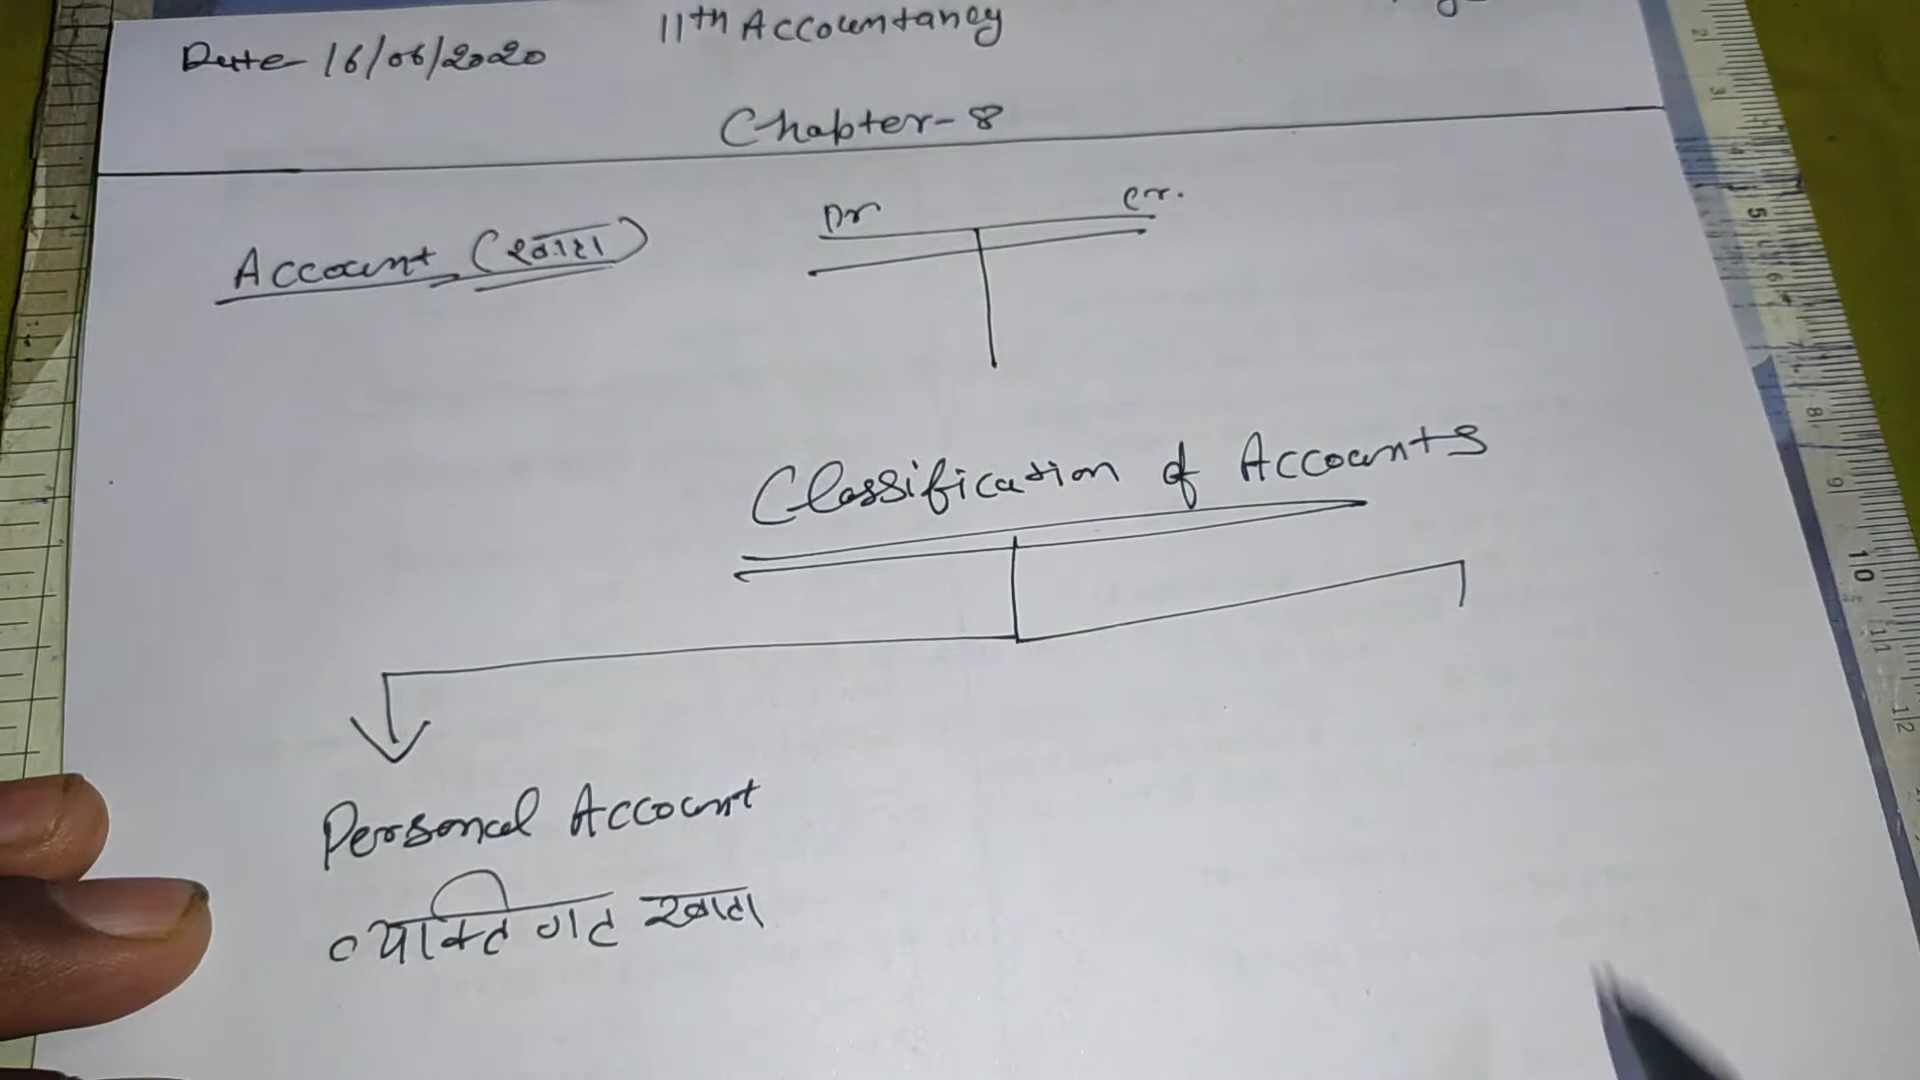 Date- 16/06/2020
11th Accountancy
Chapter-8
Account (खाता)
Dr
Cr.
Classification of Accounts
Personal Account
व्यक्तिगत खाता